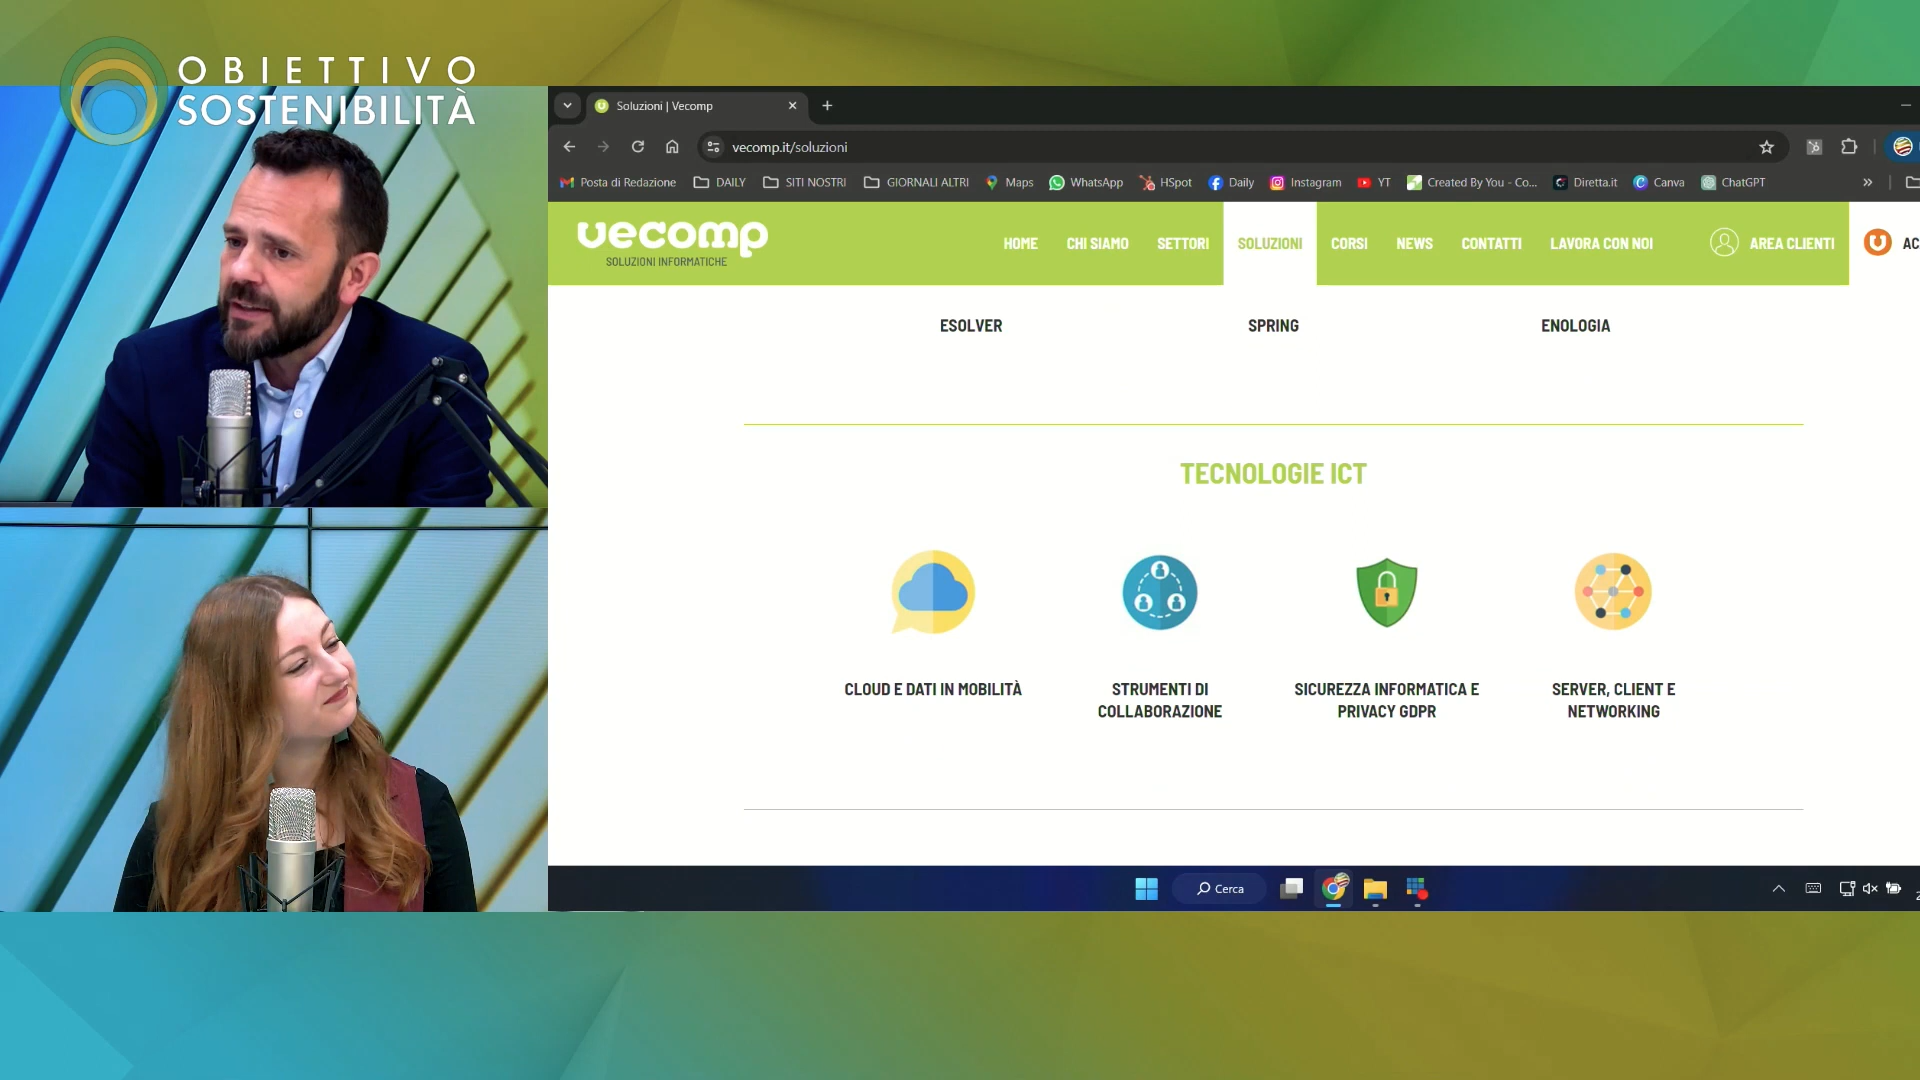 OBIETTIVO
SOSTENIBILITÀ
Soluzioni | Vecomp
vecomp.it/soluzioni
Posta di Redazione
DAILY
SITI NOSTRI
GIORNALI ALTRI
Maps
WhatsApp
HSpot
Daily
Instagram
YT
Created By You - Co...
Diretta.it
Canva
ChatGPT
»
vecomp
SOLUZIONI INFORMATICHE
HOME
CHI SIAMO
SETTORI
SOLUZIONI
CORSI
NEWS
CONTATTI
LAVORA CON NOI
AREA CLIENTI
AC
ESOLVER
SPRING
ENOLOGIA
TECNOLOGIE ICT
CLOUD E DATI IN MOBILITÀ
STRUMENTI DI
COLLABORAZIONE
SICUREZZA INFORMATICA E
PRIVACY GDPR
SERVER, CLIENT E
NETWORKING
Cerca